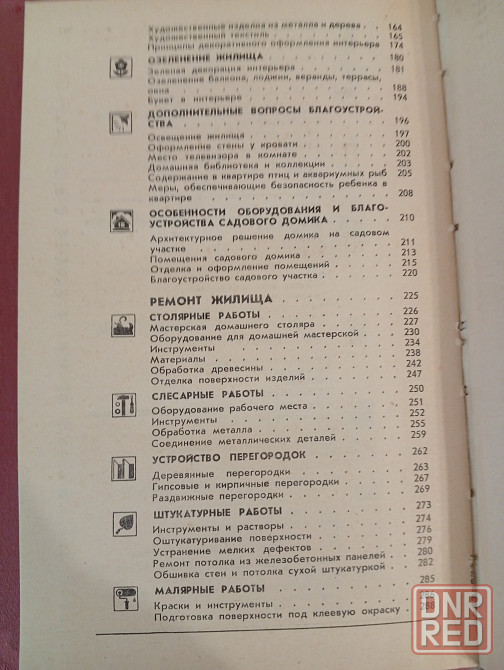 Художественные изделия из металла и дерева . . 164
Художественный текстиль . . . . . . . 165
Принципы декоративного оформления интерьера 174
ОЗЕЛЕНЕНИЕ ЖИЛИЩА . . . . . . . 180
Зеленая декорация интерьера . . . . . . 181
Озеленение балкона, лоджии, веранды, террасы,
окна . . . . . . . . . . . . 188
Букет в интерьере . . . . . . . . . 194
ДОПОЛНИТЕЛЬНЫЕ ВОПРОСЫ БЛАГОУСТРОЙ-
СТВА . . . . . . . . . . . . 196
Освещение жилища . . . . . . . . . 197
Оформление стены у кровати . . . . . . 200
Место телевизора в комнате . . . . . . 202
Домашняя библиотека и коллекции . . . . 203
Содержание в квартире птиц и аквариумных рыб 205
Меры, обеспечивающие безопасность ребенка в
квартире . . . . . . . . . . . 208
ОСОБЕННОСТИ ОБОРУДОВАНИЯ И БЛАГО-
УСТРОЙСТВА САДОВОГО ДОМИКА . . . . . 210
Архитектурное решение домика на садовом
участке . . . . . . . . . . . 211
Помещения садового домика . . . . . . 213
Отделка и оформление помещений . . . . 215
Благоустройство садового участка . . . . 220
РЕМОНТ ЖИЛИЩА . . . . . . . . 225
СТОЛЯРНЫЕ РАБОТЫ . . . . . . . . 226
Мастерская домашнего столяра . . . . . 227
Оборудование для домашней мастерской . . 230
Инструменты . . . . . . . . . . 234
Материалы . . . . . . . . . . . 238
Обработка древесины . . . . . . . . 242
Отделка поверхности изделий . . . . . . 247
СЛЕСАРНЫЕ РАБОТЫ . . . . . . . . 250
Оборудование рабочего места . . . . . . 251
Инструменты . . . . . . . . . . 252
Обработка металла . . . . . . . . . 255
Соединение металлических деталей . . . . 259
УСТРОЙСТВО ПЕРЕГОРОДОК . . . . . . 262
Деревянные перегородки . . . . . . . 263
Гипсовые и кирпичные перегородки . . . . 267
Раздвижные перегородки . . . . . . . 269
ШТУКАТУРНЫЕ РАБОТЫ . . . . . . . 273
Инструменты и растворы . . . . . . . 274
Оштукатуривание поверхности . . . . . 276
Устранение мелких дефектов . . . . . . 279
Ремонт потолка из железобетонных панелей . . 280
Обшивка стен и потолка сухой штукатуркой . . 282
МАЛЯРНЫЕ РАБОТЫ . . . . . . . . 285
Краски и инструменты . . . . . . . . 286
Подготовка поверхности под клеевую окраску . 288
DNR
RED